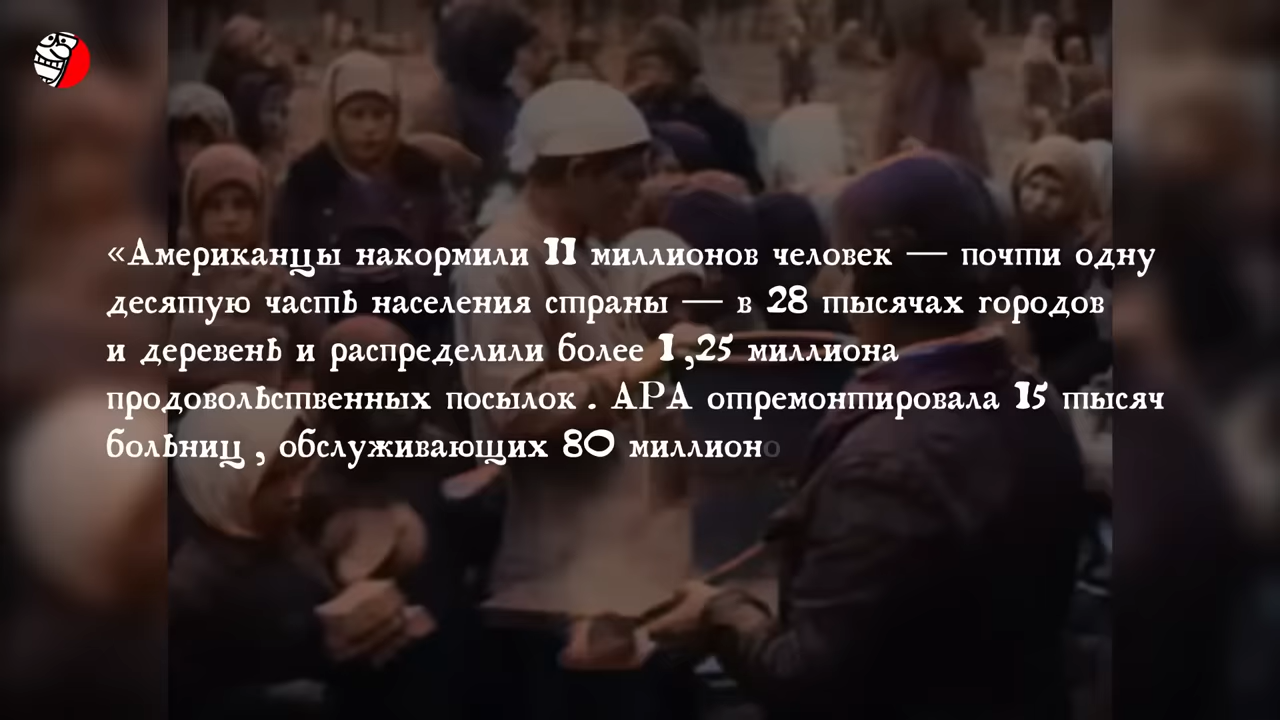 «Американцы накормили 11 миллионов человек — почти одну
десятую часть населения страны — в 28 тысячах городов
и деревень и распределили более 1,25 миллиона
продовольственных посылок. АРА отремонтировала 15 тысяч
больниц, обслуживающих 80 миллионо